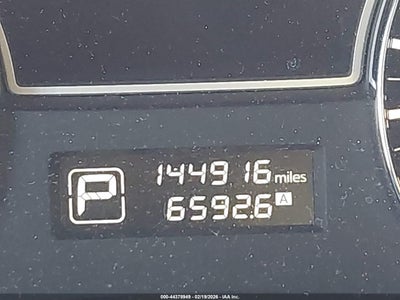 P
144916 miles
6592.6 A
000-44379949 - 02/19/2026 - IAA Inc.